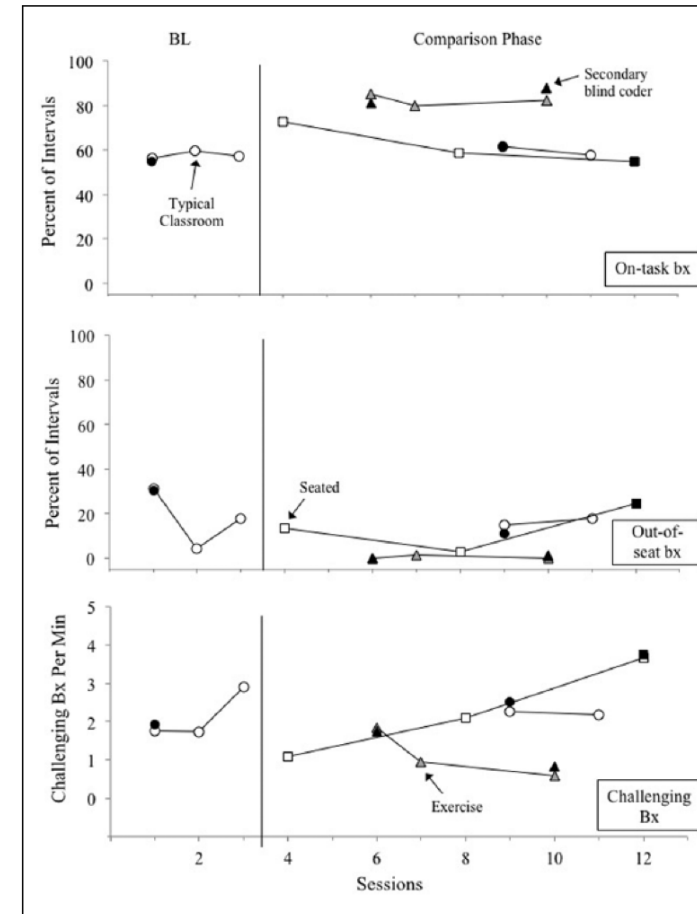 BL
Comparison Phase
Percent of Intervals
100
80
60
40
20
0
Typical
Classroom
Secondary
blind coder
On-task bx
Percent of Intervals
100
80
60
40
20
0
Seated
Out-of-
seat bx
Challenging Bx Per Min
5
4
3
2
1
0
Exercise
Challenging
Bx
2 4 6 8 10 12
Sessions